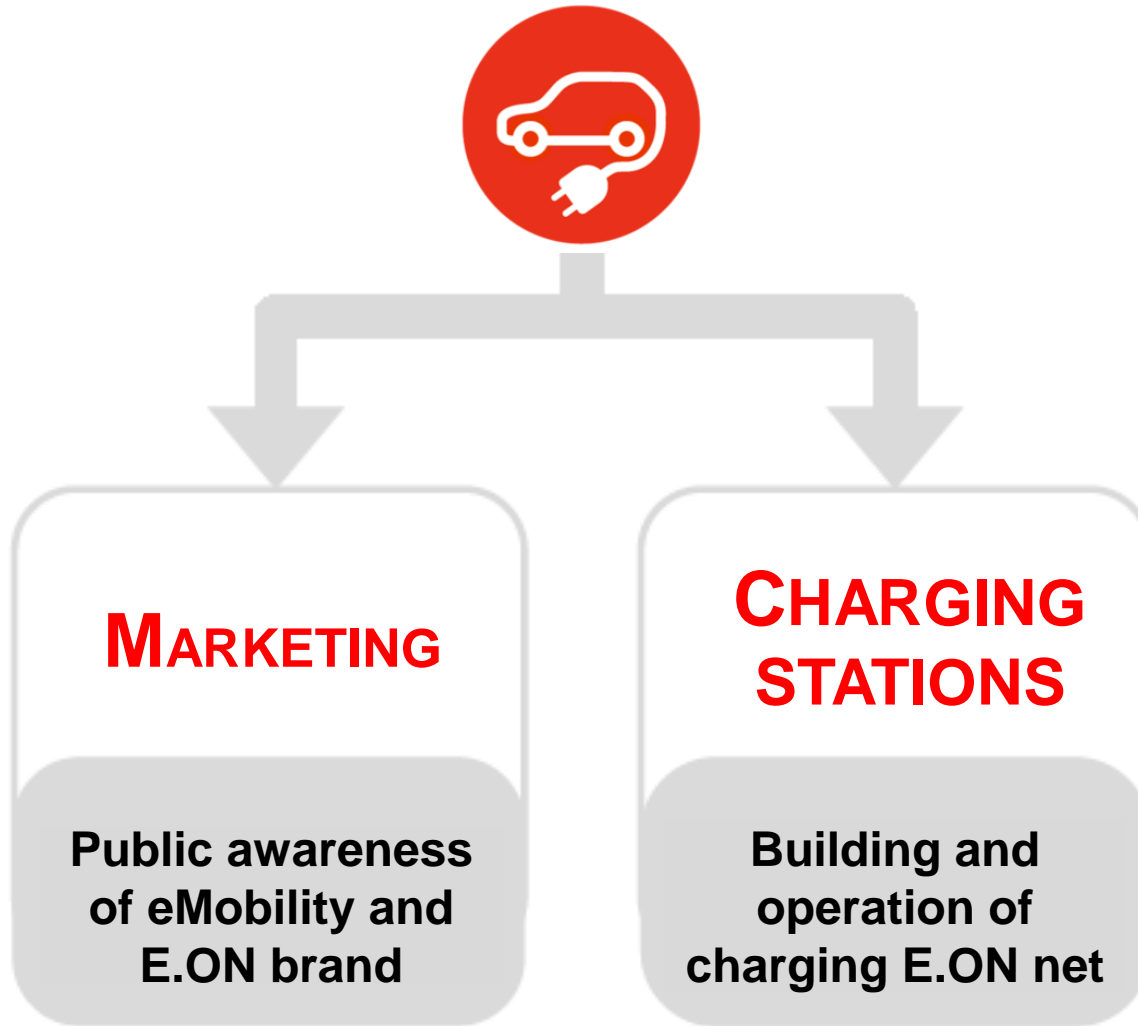 MARKETING
Public awareness
of eMobility and
E.ON brand
CHARGING
STATIONS
Building and
operation of
charging E.ON net